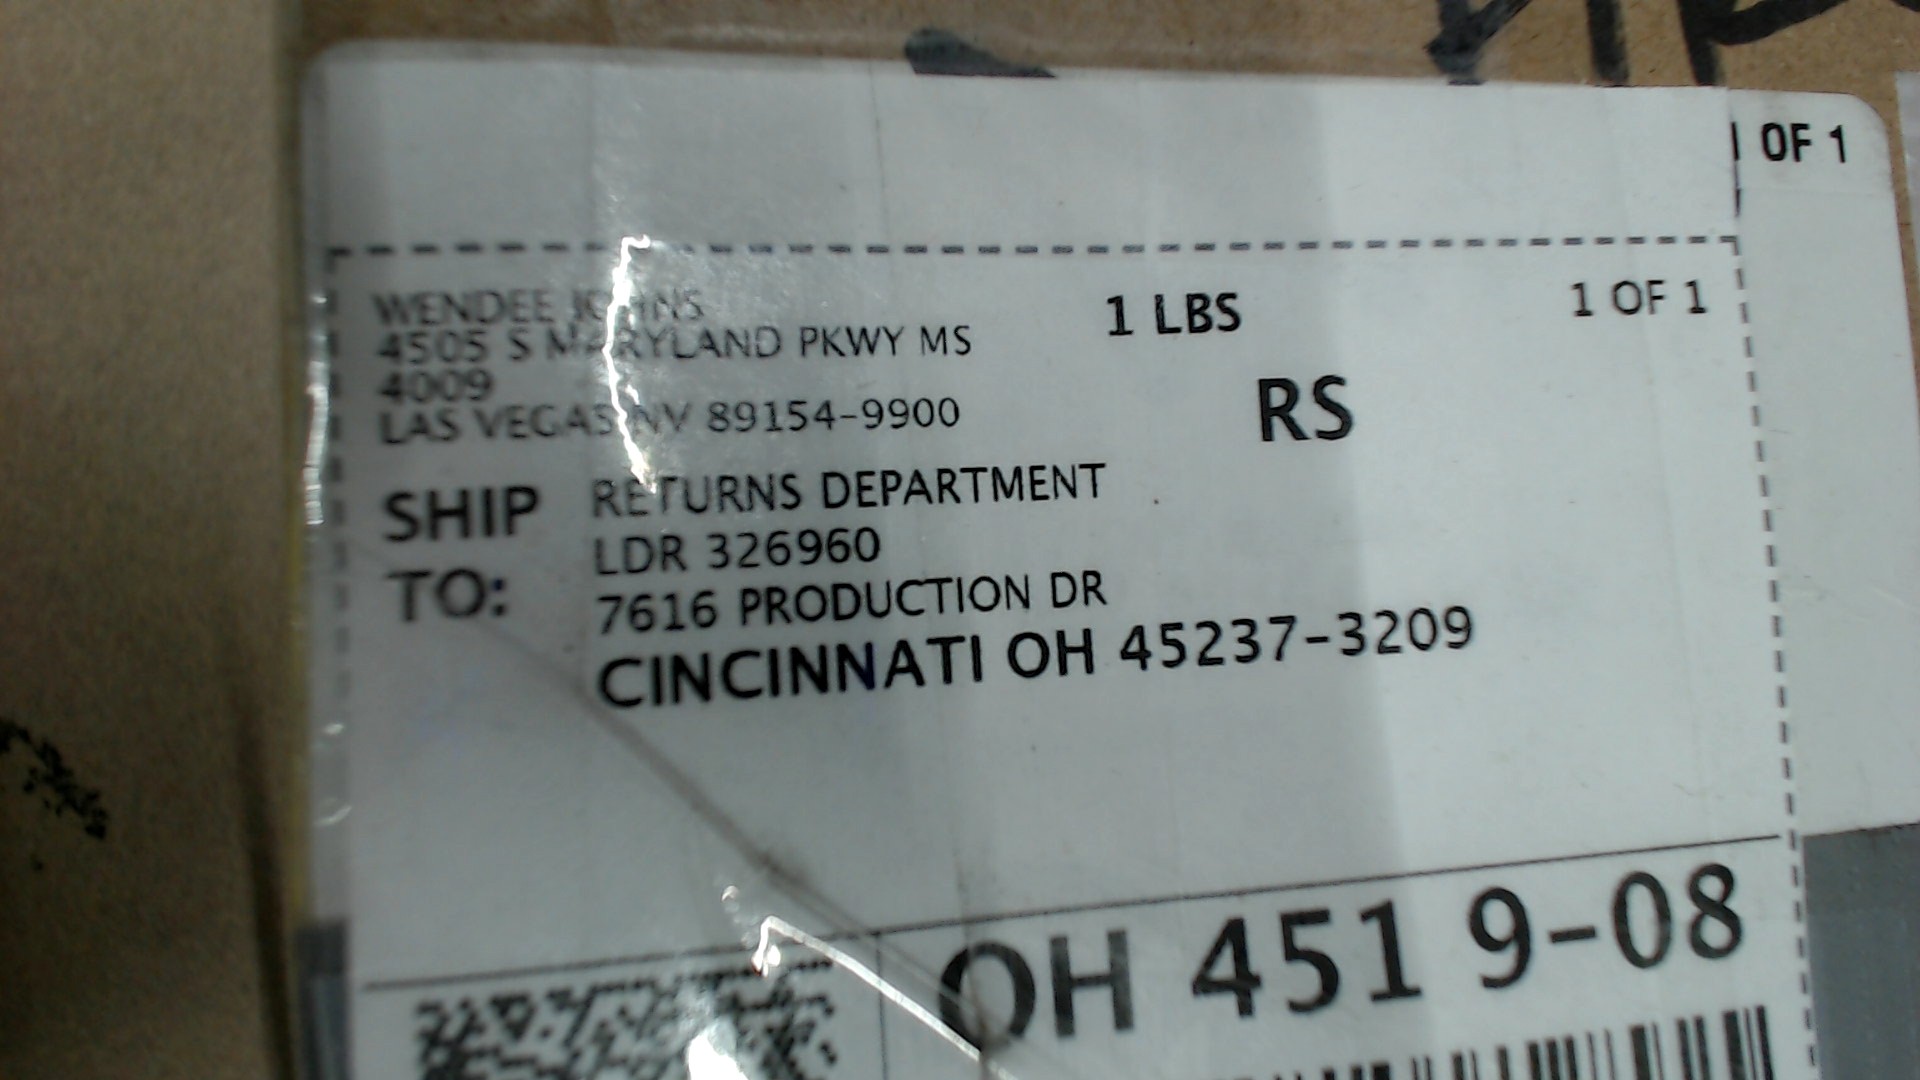 1 OF 1
WENDEE JOHNS 1 LBS 1 OF 1
4505 S MARYLAND PKWY MS
4009
LAS VEGAS NV 89154-9900
RS
SHIP TO:
RETURNS DEPARTMENT
LDR 326960
7616 PRODUCTION DR
CINCINNATI OH 45237-3209
OH 451 9-08